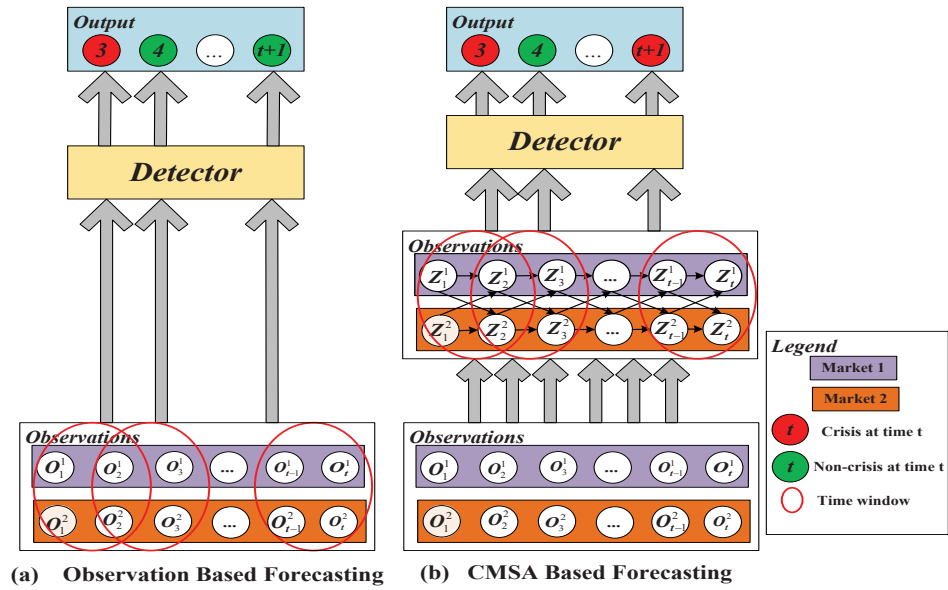 Output
3 4 ... t+1
Detector
Observations
O_1^1 O_2^1 O_3^1 ... O_{t-1}^1 O_t^1
O_1^2 O_2^2 O_3^2 ... O_{t-1}^2 O_t^2
(a) Observation Based Forecasting
Output
3 4 ... t+1
Detector
Observations
Z_1^1 Z_2^1 Z_3^1 ... Z_{t-1}^1 Z_t^1
Z_1^2 Z_2^2 Z_3^2 ... Z_{t-1}^2 Z_t^2
Observations
O_1^1 O_2^1 O_3^1 ... O_{t-1}^1 O_t^1
O_1^2 O_2^2 O_3^2 ... O_{t-1}^2 O_t^2
(b) CMSA Based Forecasting
Legend
Market 1
Market 2
t Crisis at time t
t Non-crisis at time t
Time window